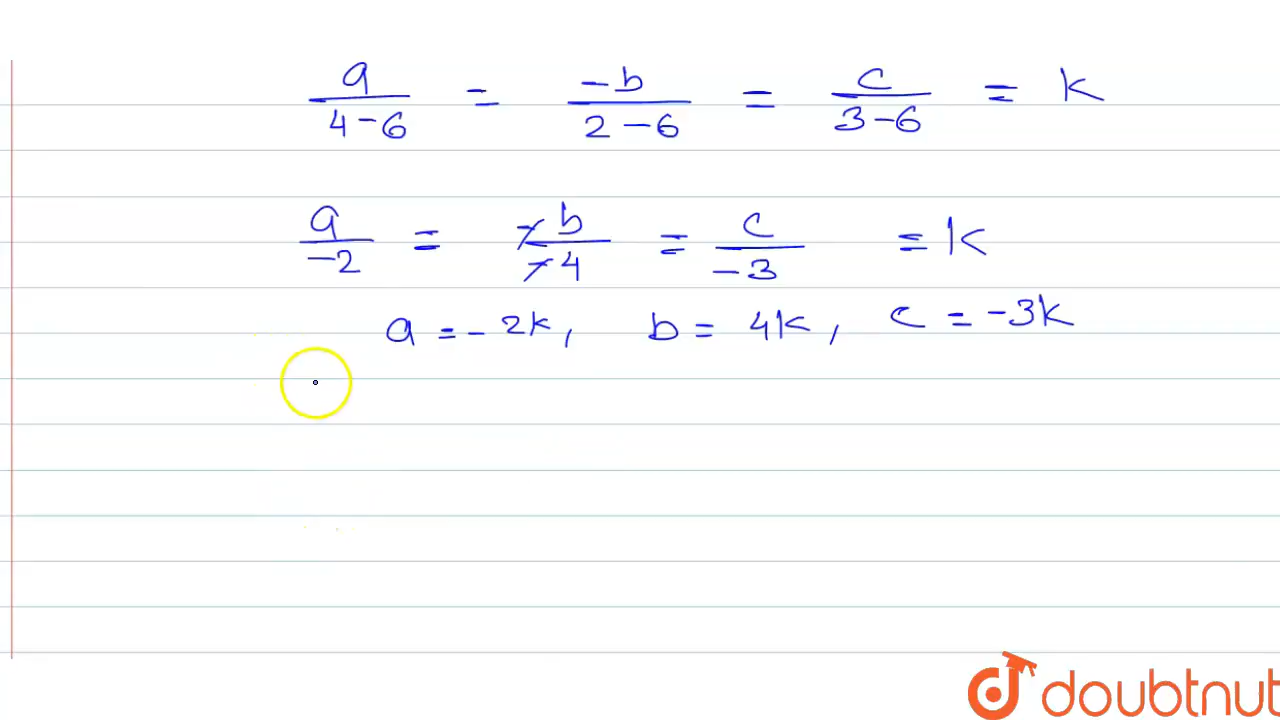 a/(4-6) = -b/(2-6) = c/(3-6) = k
a/-2 = -b/-4 = c/-3 = k
a = -2k, b = 4k, c = -3k
doubtnut